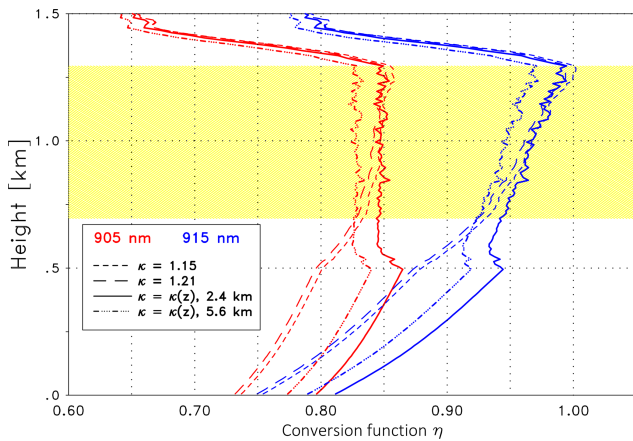 1.5
1.0
.5
.0
Height [km]
905 nm 915 nm
κ = 1.15
κ = 1.21
κ = κ(z), 2.4 km
κ = κ(z), 5.6 km
0.60 0.70 0.80 0.90 1.00
Conversion function η